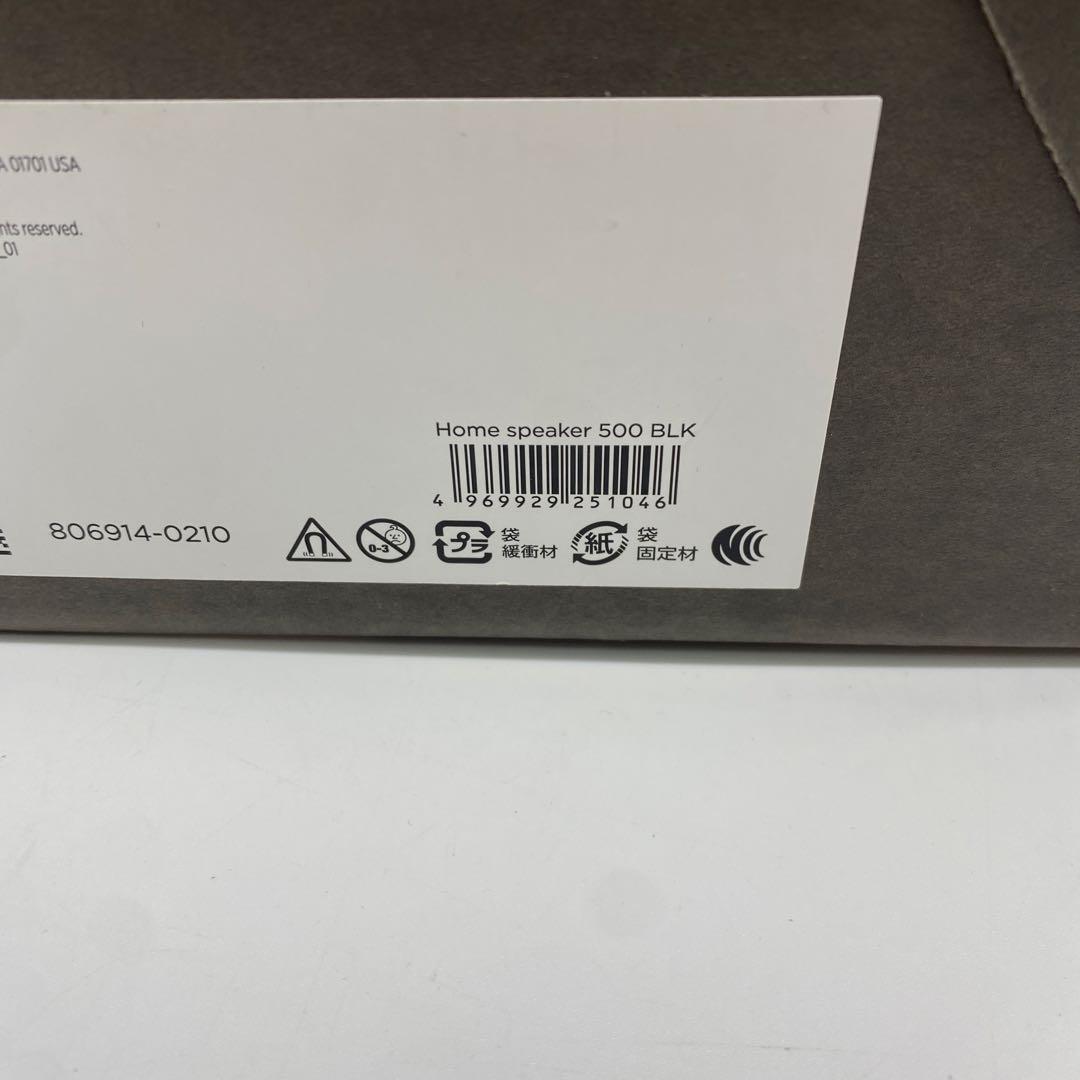 A 01701 USA
nts reserved.
_01
Home speaker 500 BLK
4 969929 251046
806914-0210
0-3
プラ
袋
緩衝材
紙
袋
固定材